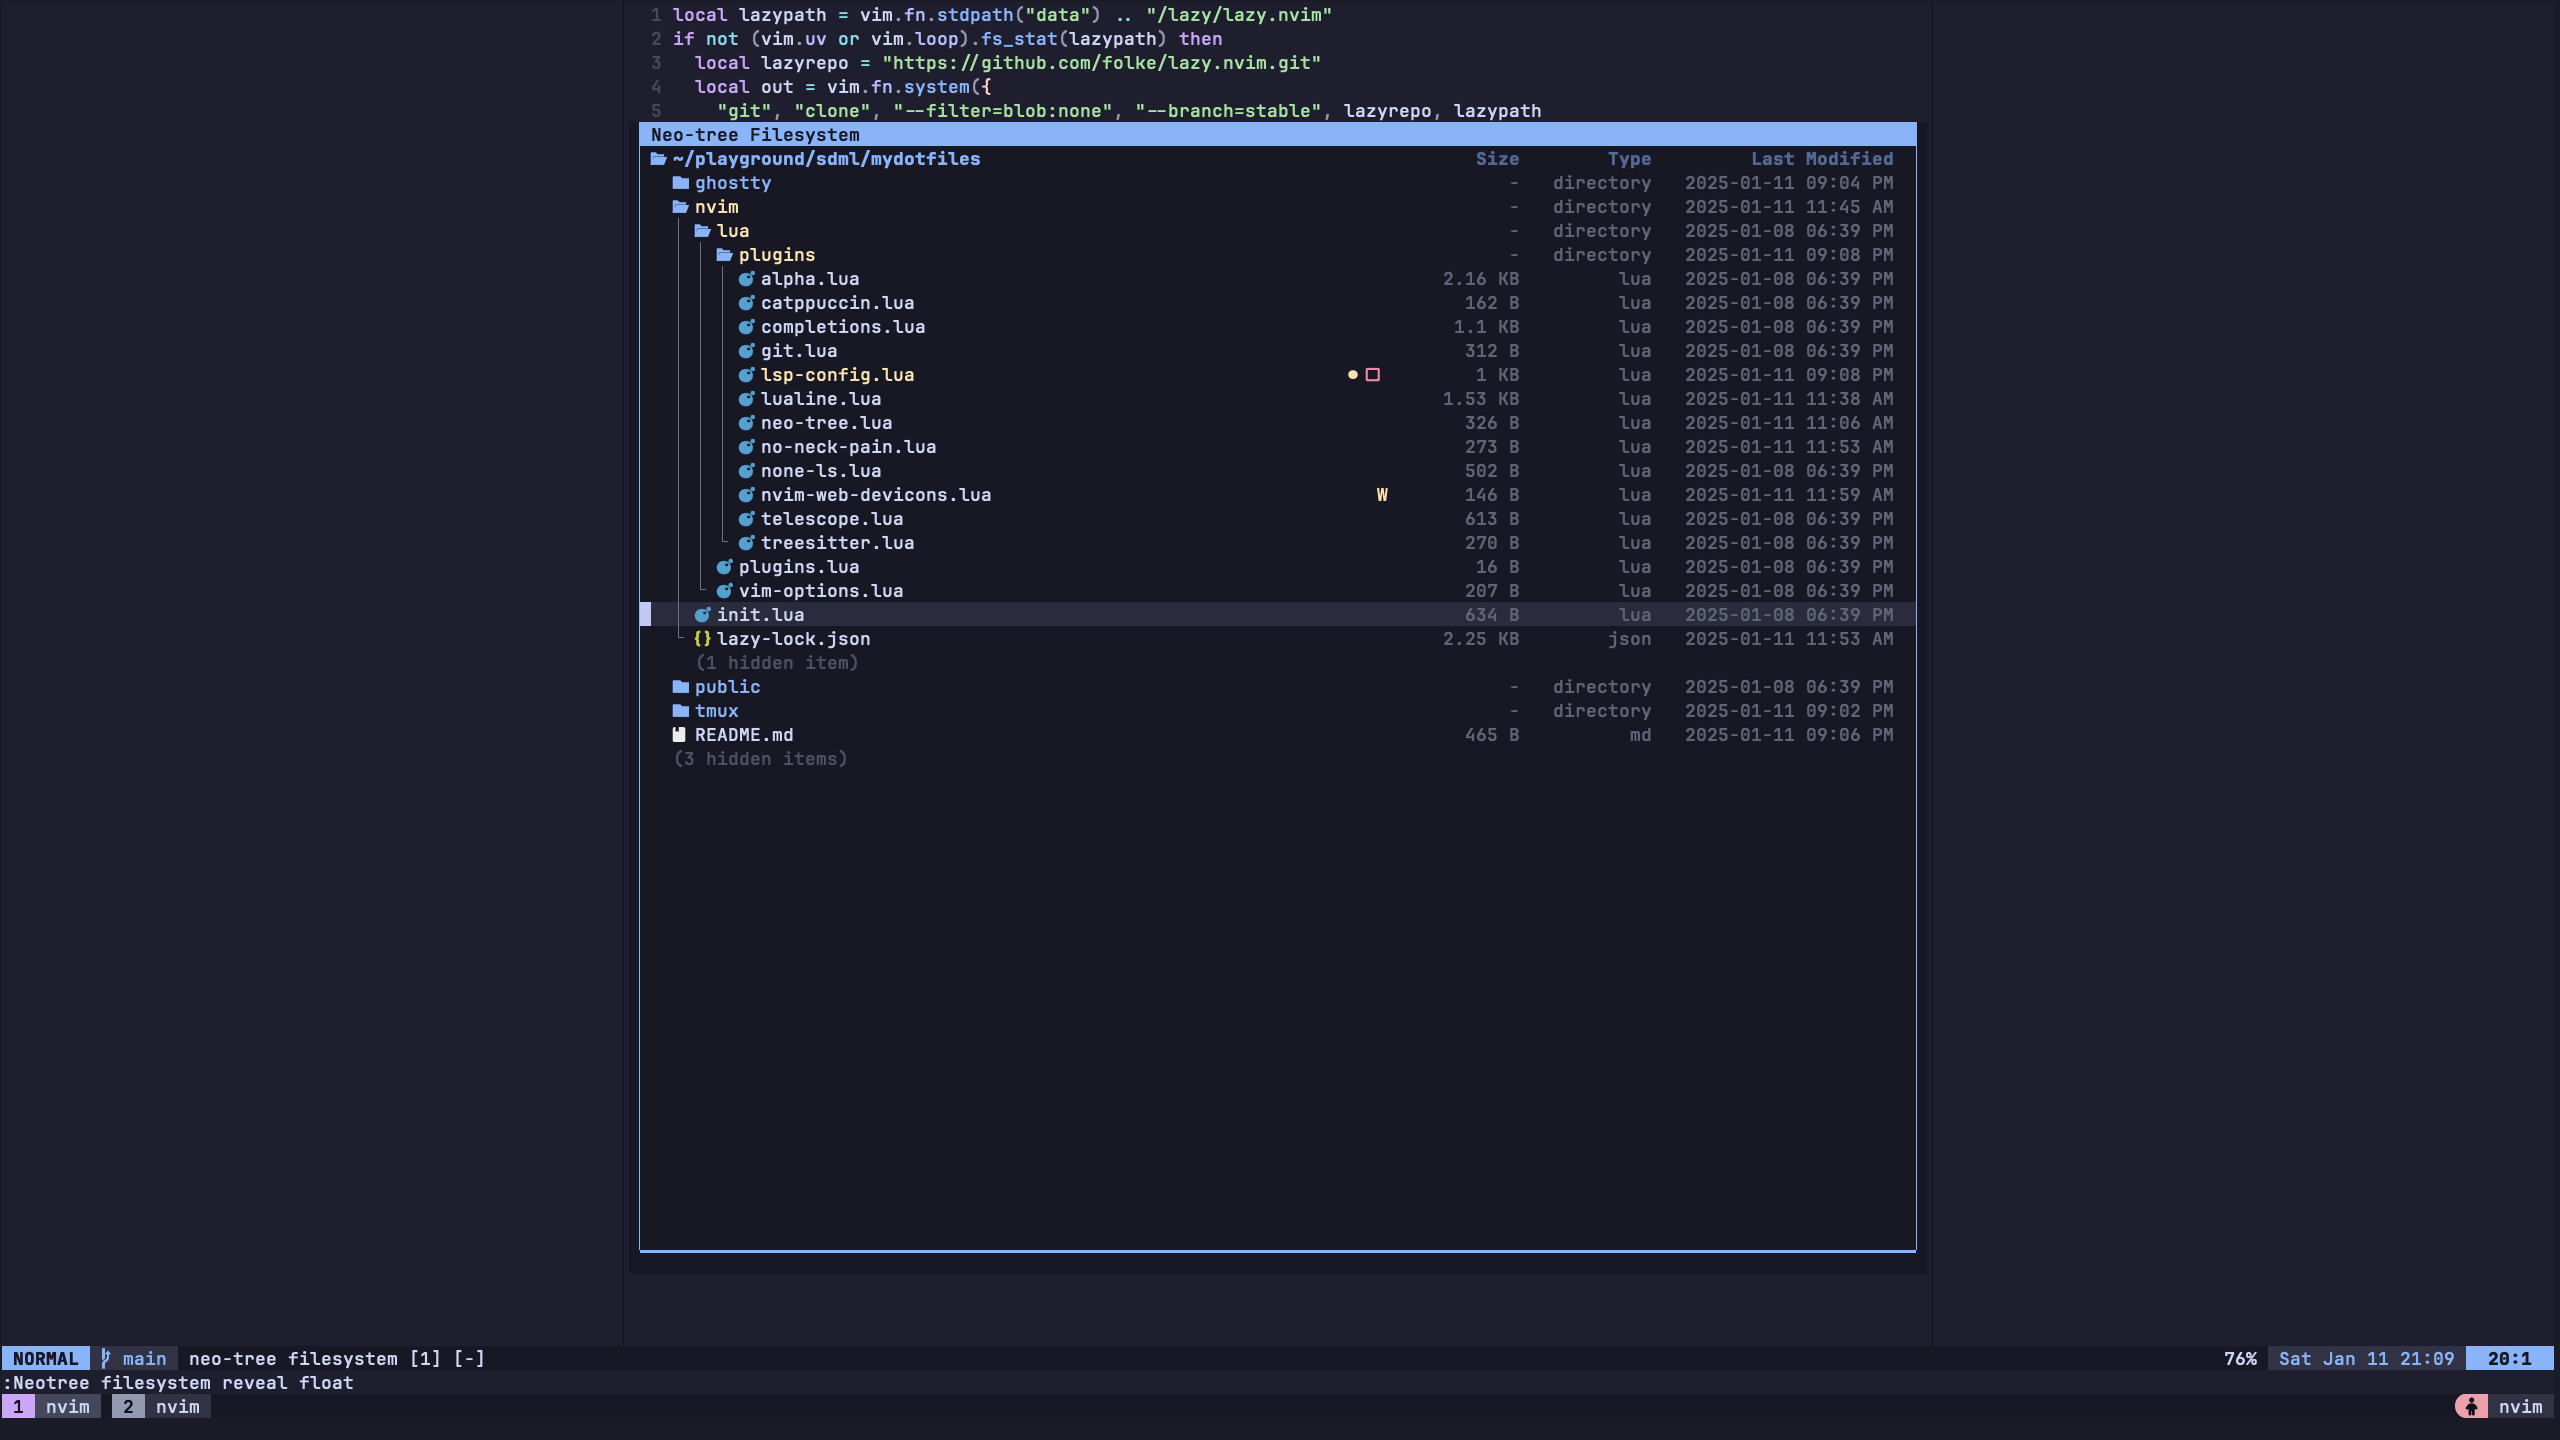 1 local lazypath = vim.fn.stdpath("data") .. "/lazy/lazy.nvim"
2 if not (vim.uv or vim.loop).fs_stat(lazypath) then
3 local lazyrepo = "https://github.com/folke/lazy.nvim.git"
4 local out = vim.fn.system({
5 "git", "clone", "--filter=blob:none", "--branch=stable", lazyrepo, lazypath
Neo-tree Filesystem
~/playground/sdml/mydotfiles Size Type Last Modified
ghostty - directory 2025-01-11 09:04 PM
nvim - directory 2025-01-11 11:45 AM
lua - directory 2025-01-08 06:39 PM
plugins - directory 2025-01-11 09:08 PM
alpha.lua 2.16 KB lua 2025-01-08 06:39 PM
catppuccin.lua 162 B lua 2025-01-08 06:39 PM
completions.lua 1.1 KB lua 2025-01-08 06:39 PM
git.lua 312 B lua 2025-01-08 06:39 PM
lsp-config.lua 1 KB lua 2025-01-11 09:08 PM
lualine.lua 1.53 KB lua 2025-01-11 11:38 AM
neo-tree.lua 326 B lua 2025-01-11 11:06 AM
no-neck-pain.lua 273 B lua 2025-01-11 11:53 AM
none-ls.lua 502 B lua 2025-01-08 06:39 PM
nvim-web-devicons.lua W 146 B lua 2025-01-11 11:59 AM
telescope.lua 613 B lua 2025-01-08 06:39 PM
treesitter.lua 270 B lua 2025-01-08 06:39 PM
plugins.lua 16 B lua 2025-01-08 06:39 PM
vim-options.lua 207 B lua 2025-01-08 06:39 PM
init.lua 634 B lua 2025-01-08 06:39 PM
{} lazy-lock.json 2.25 KB json 2025-01-11 11:53 AM
(1 hidden item)
public - directory 2025-01-08 06:39 PM
tmux - directory 2025-01-11 09:02 PM
README.md 465 B md 2025-01-11 09:06 PM
(3 hidden items)
NORMAL main neo-tree filesystem [1] [-] 76% Sat Jan 11 21:09 20:1
:Neotree filesystem reveal float
1 nvim 2 nvim nvim